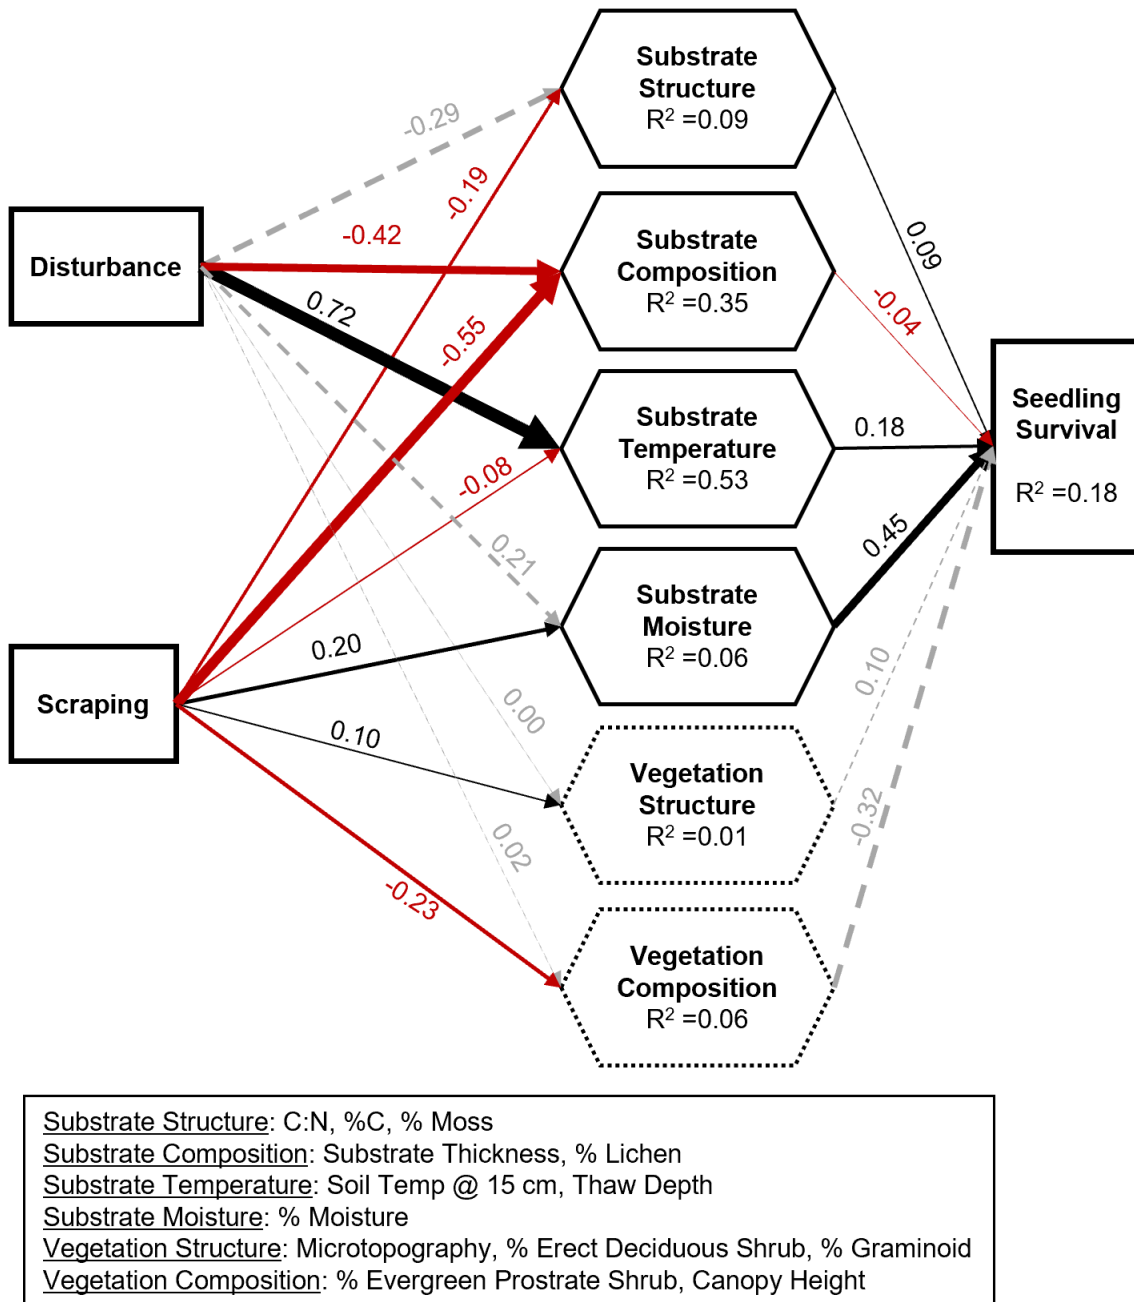 Substrate
Structure
R² =0.09
-0.29
-0.19
Disturbance
-0.42
Substrate
Composition
R² =0.35
0.09
0.72
-0.55
-0.04
Substrate
Temperature
R² =0.53
0.18
Seedling
Survival
R² =0.18
-0.08
0.21
Substrate
Moisture
R² =0.06
0.45
Scraping
0.20
0.10
0.00
0.10
Vegetation
Structure
R² =0.01
-0.32
0.02
-0.23
Vegetation
Composition
R² =0.06
Substrate Structure: C:N, %C, % Moss
Substrate Composition: Substrate Thickness, % Lichen
Substrate Temperature: Soil Temp @ 15 cm, Thaw Depth
Substrate Moisture: % Moisture
Vegetation Structure: Microtopography, % Erect Deciduous Shrub, % Graminoid
Vegetation Composition: % Evergreen Prostrate Shrub, Canopy Height